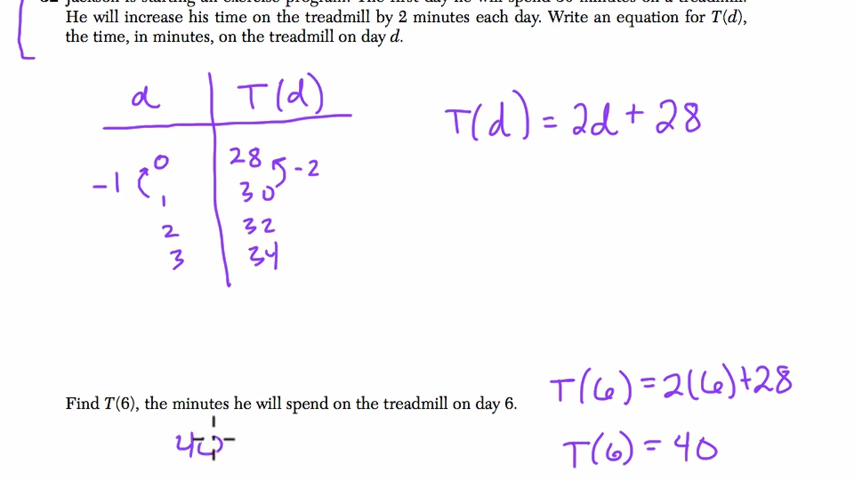 He will increase his time on the treadmill by 2 minutes each day. Write an equation for T(d),
the time, in minutes, on the treadmill on day d.
d T(d)
T(d) = 2d + 28
0 28
-1 -2
1 30
2 32
3 34
T(6) = 2(6)+28
Find T(6), the minutes he will spend on the treadmill on day 6.
40
T(6) = 40